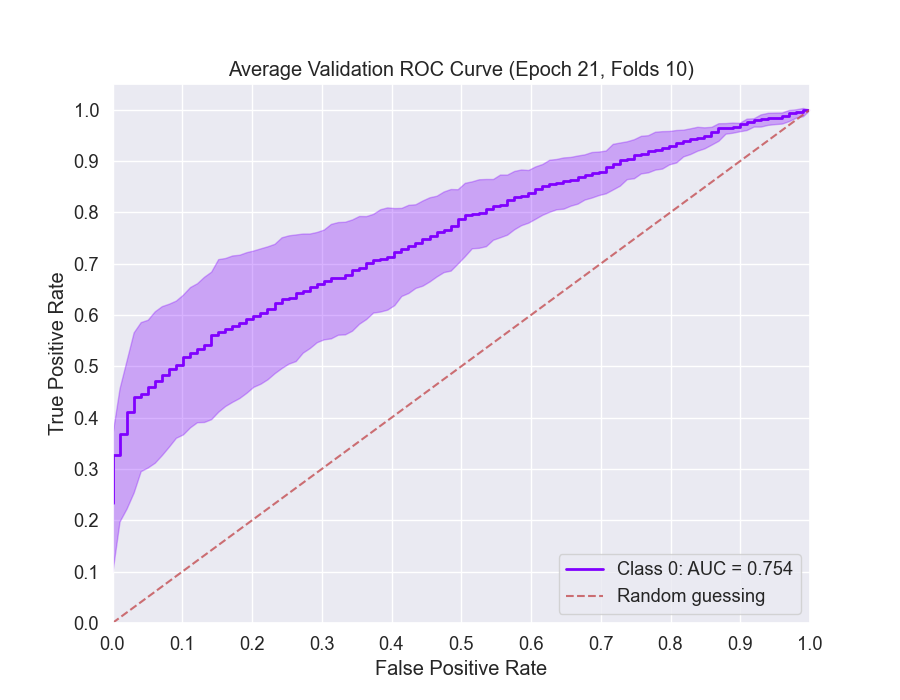 Average Validation ROC Curve (Epoch 21, Folds 10)
True Positive Rate
1.0
0.9
0.8
0.7
0.6
0.5
0.4
0.3
0.2
0.1
0.0
Class 0: AUC = 0.754
Random guessing
0.0 0.1 0.2 0.3 0.4 0.5 0.6 0.7 0.8 0.9 1.0
False Positive Rate